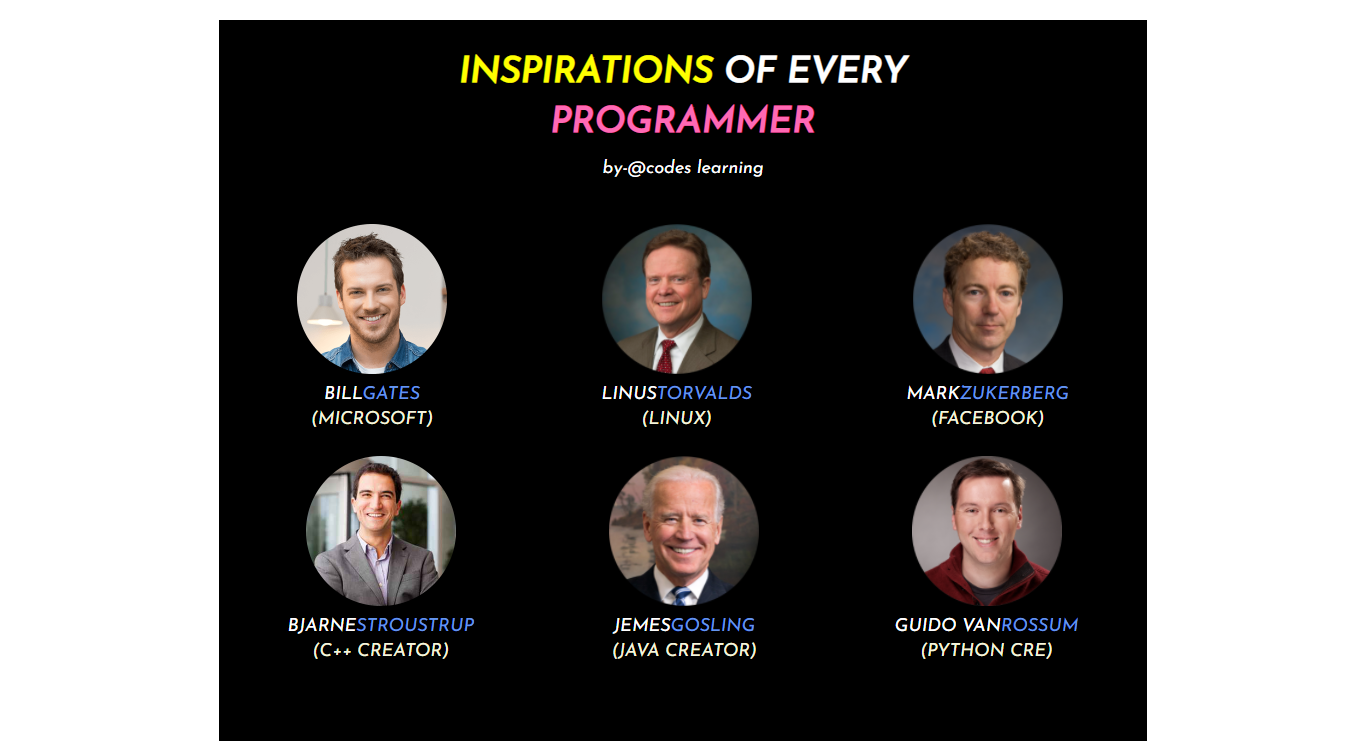 INSPIRATIONS OF EVERY
PROGRAMMER
by-@codes learning
BILLGATES
(MICROSOFT)
LINUSTORVALDS
(LINUX)
MARKZUKERBERG
(FACEBOOK)
BJARNESTROUSTRUP
(C++ CREATOR)
JEMESGOSLING
(JAVA CREATOR)
GUIDO VANROSSUM
(PYTHON CRE)